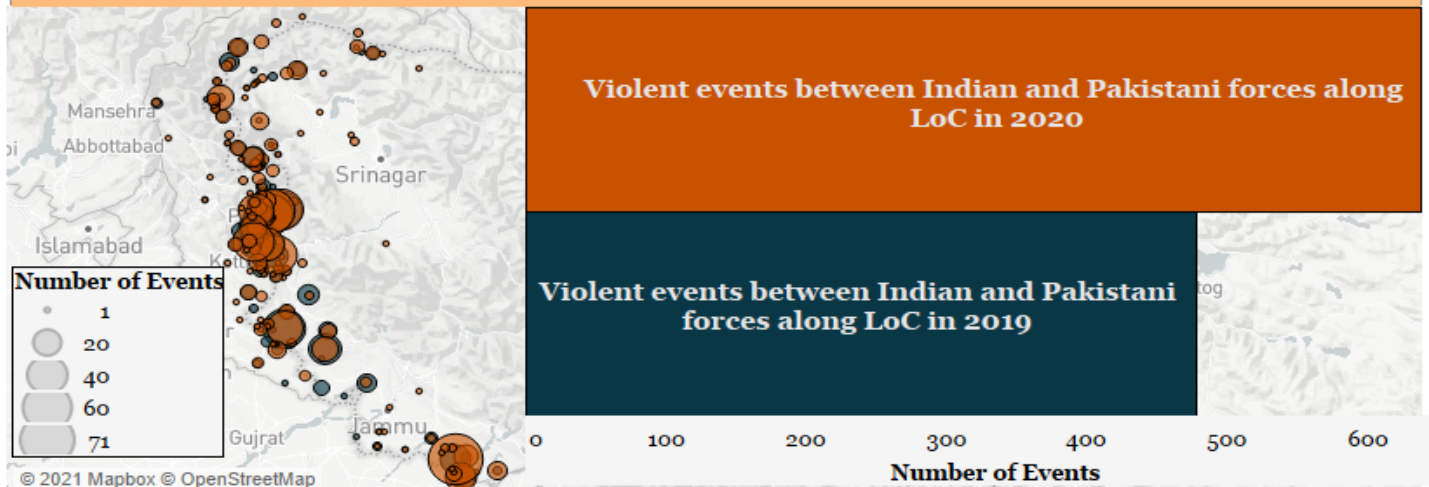 Violent events between Indian and Pakistani forces along
LoC in 2020
Mansehra
Abbottabad
Srinagar
Islamabad
Violent events between Indian and Pakistani
forces along LoC in 2019
Number of Events
1
20
40
60
71
Gujrat
Jammu
0 100 200 300 400 500 600
Number of Events
© 2021 Mapbox © OpenStreetMap